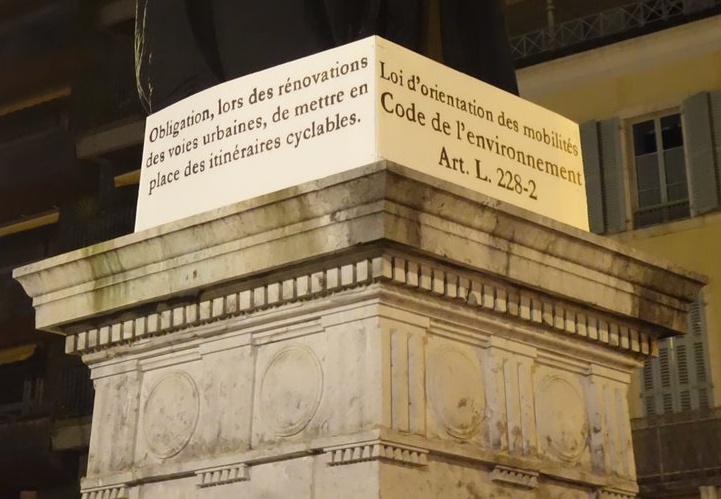 Obligation, lors des rénovations
des voies urbaines, de mettre en
place des itinéraires cyclables.
Loi d'orientation des mobilités
Code de l'environnement
Art. L. 228-2